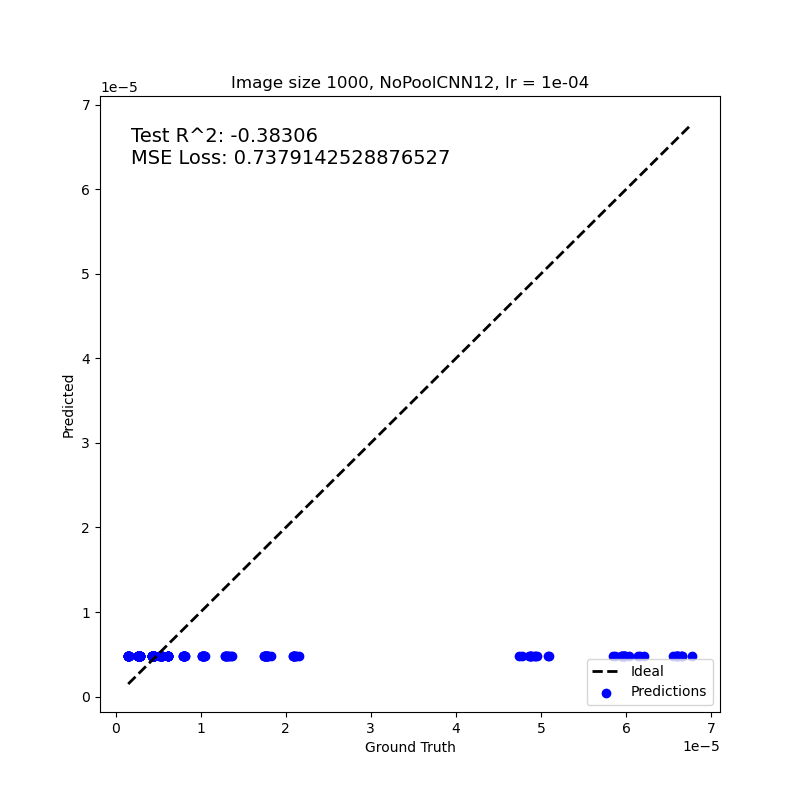 Image size 1000, NoPoolCNN12, lr = 1e-04
1e−5
Test R^2: -0.38306
MSE Loss: 0.7379142528876527
7
6
5
4
3
2
1
0
Predicted
Ideal
Predictions
0 1 2 3 4 5 6 7
1e−5
Ground Truth